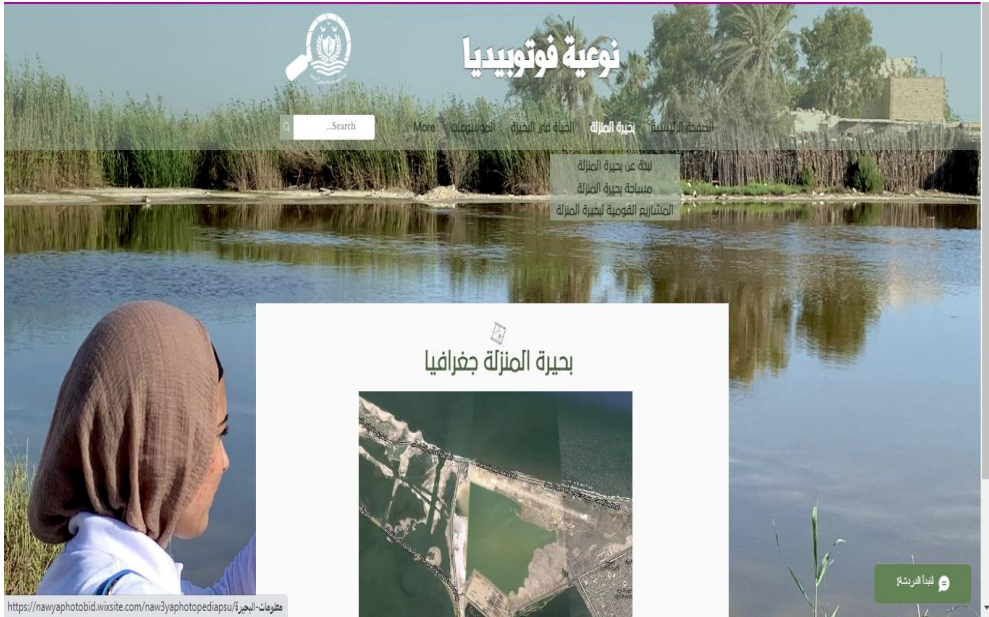 نوعية فوتوبيديا
الصفحة الرئيسية بحيرة المنزلة الحياة في البحيرة الموسوعات More
Search...
نبذة عن بحيرة المنزلة
مساحة بحيرة المنزلة
المشاريع القومية لبحيرة المنزلة
بحيرة المنزلة جغرافيا
لنبدأ الدردشة!
https://nawyaphotobid.wixsite.com/naw3yaphotopediapsu/معلومات-البحيرة